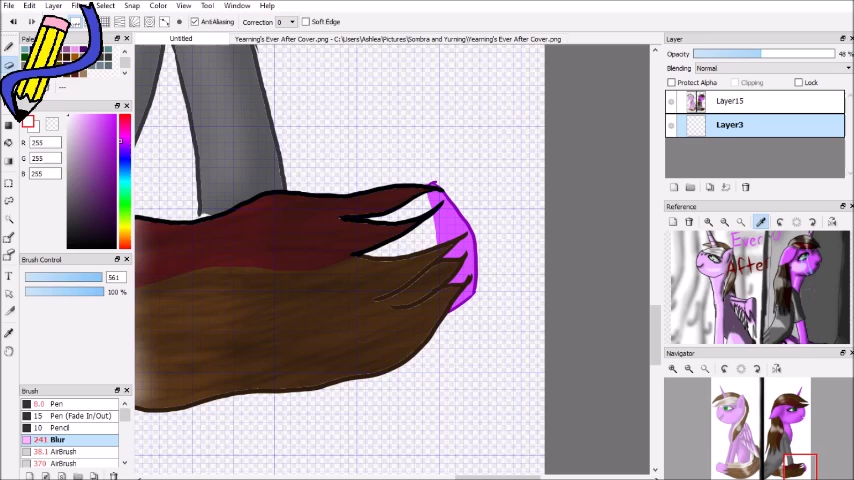 File Edit Layer Filter Select Snap Color View Tool Window Help
AntiAliasing Correction 0 Soft Edge
Untitled Yearning's Ever After Cover.png - C:\Users\Ashlea\Pictures\Sombra and Yurning\Yearning's Ever After Cover.png
R 255
G 255
B 255
Brush Control
561
100 %
Brush
8.0 Pen
15 Pen (Fade In/Out)
10 Pencil
241 Blur
38.1 AirBrush
370 AirBrush
Layer
Opacity 48 %
Blending Normal
Protect Alpha Clipping Lock
Layer15
Layer3
Reference
Ever
After
Navigator